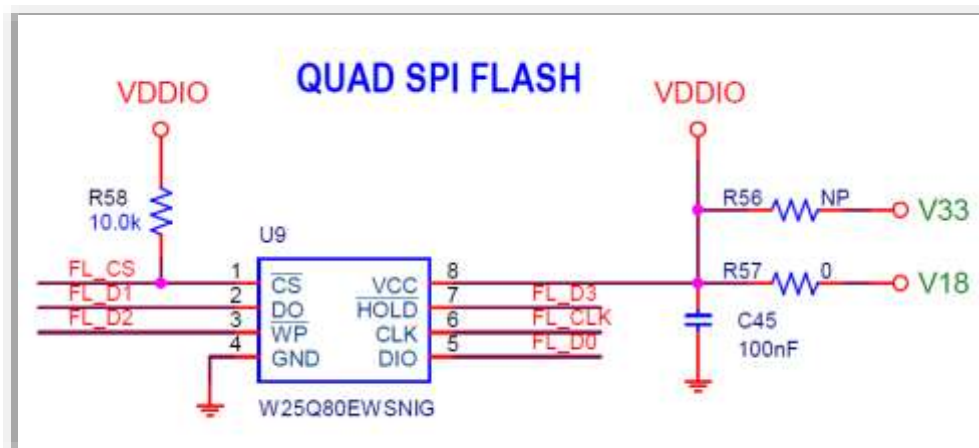 QUAD SPI FLASH
VDDIO
VDDIO
R58
10.0k
R56
NP
V33
U9
FL_CS
1
CS
VCC
8
R57
0
V18
FL_D1
2
DO
HOLD
7
FL_D3
FL_D2
3
WP
CLK
6
FL_CLK
4
GND
DIO
5
FL_D0
C45
100nF
W25Q80EWSNIG